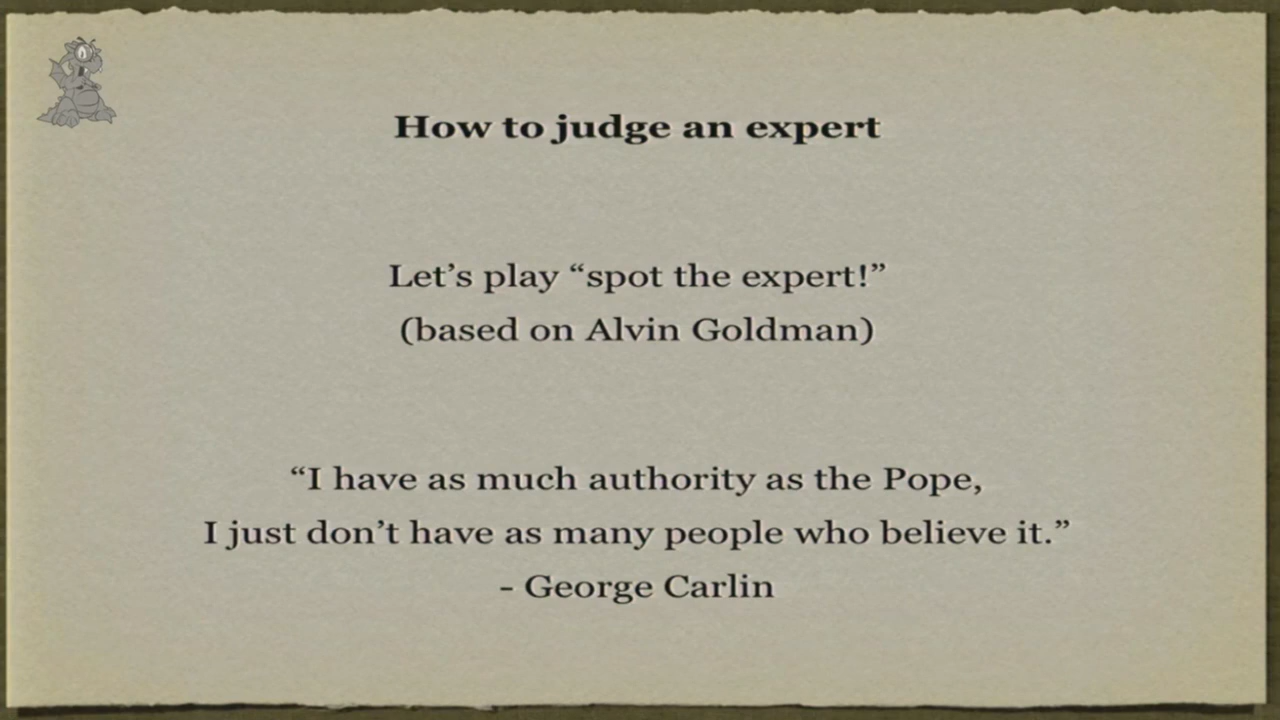 How to judge an expert
Let’s play “spot the expert!”
(based on Alvin Goldman)
“I have as much authority as the Pope,
I just don’t have as many people who believe it.”
- George Carlin